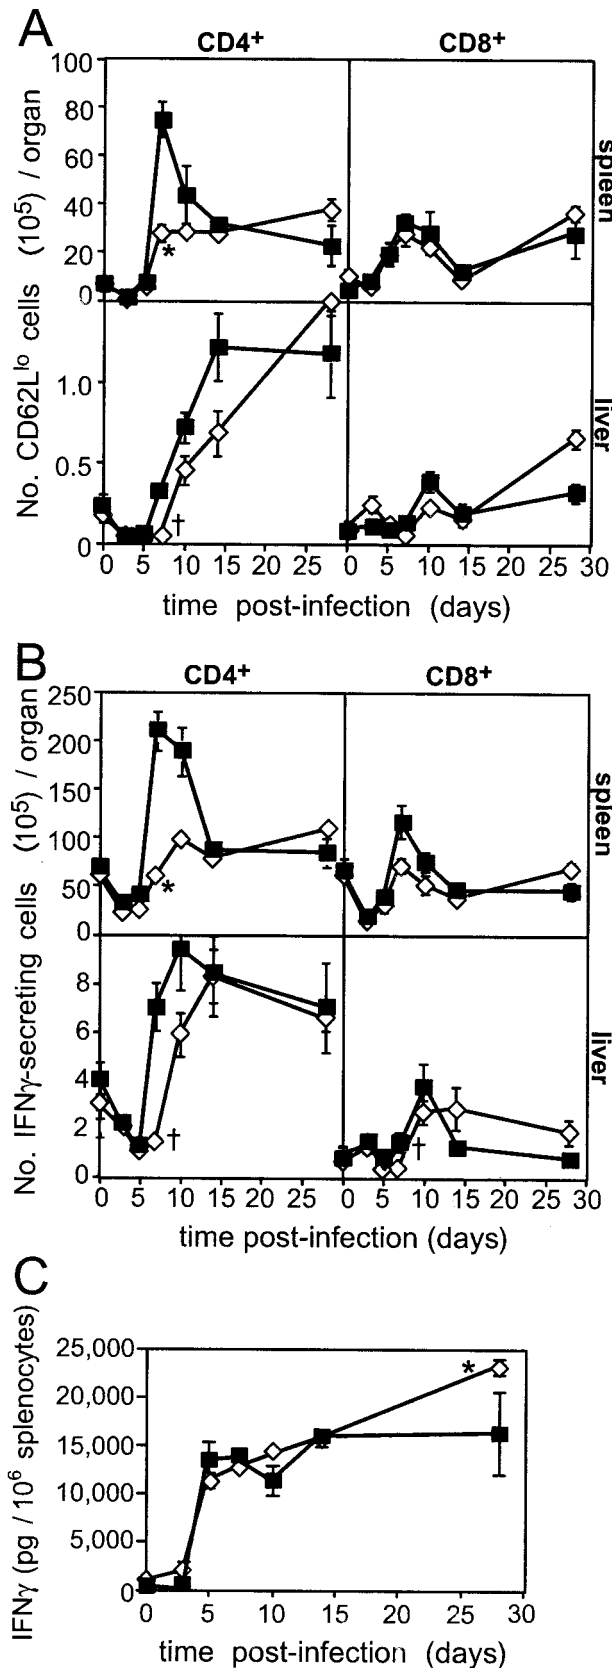 A
CD4+ CD8+
No. CD62Llo cells (10^5) / organ
100
80
60
40
20
0
spleen
1.0
0.5
0
liver
*
†
0 5 10 15 20 25 0 5 10 15 20 25 30
time post-infection (days)
B
CD4+ CD8+
No. IFNγ-secreting cells (10^5) / organ
250
200
150
100
50
0
spleen
8
6
4
2
0
liver
*
†
†
0 5 10 15 20 25 0 5 10 15 20 25 30
time post-infection (days)
C
IFNγ (pg / 10^6 splenocytes)
25,000
20,000
15,000
10,000
5,000
0
*
0 5 10 15 20 25 30
time post-infection (days)